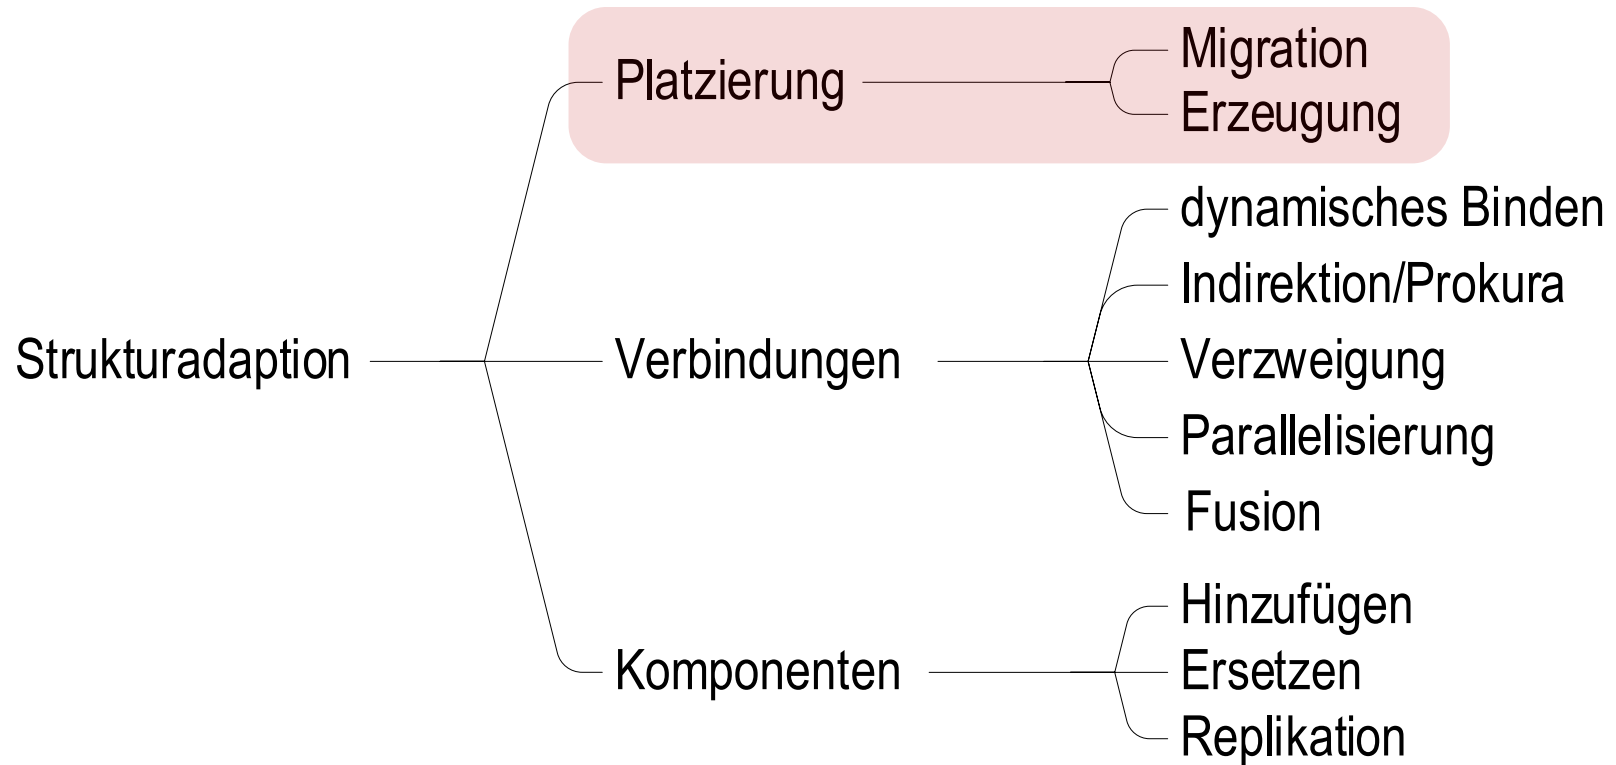 Strukturadaption
Platzierung
Migration
Erzeugung
Verbindungen
dynamisches Binden
Indirektion/Prokura
Verzweigung
Parallelisierung
Fusion
Komponenten
Hinzufügen
Ersetzen
Replikation